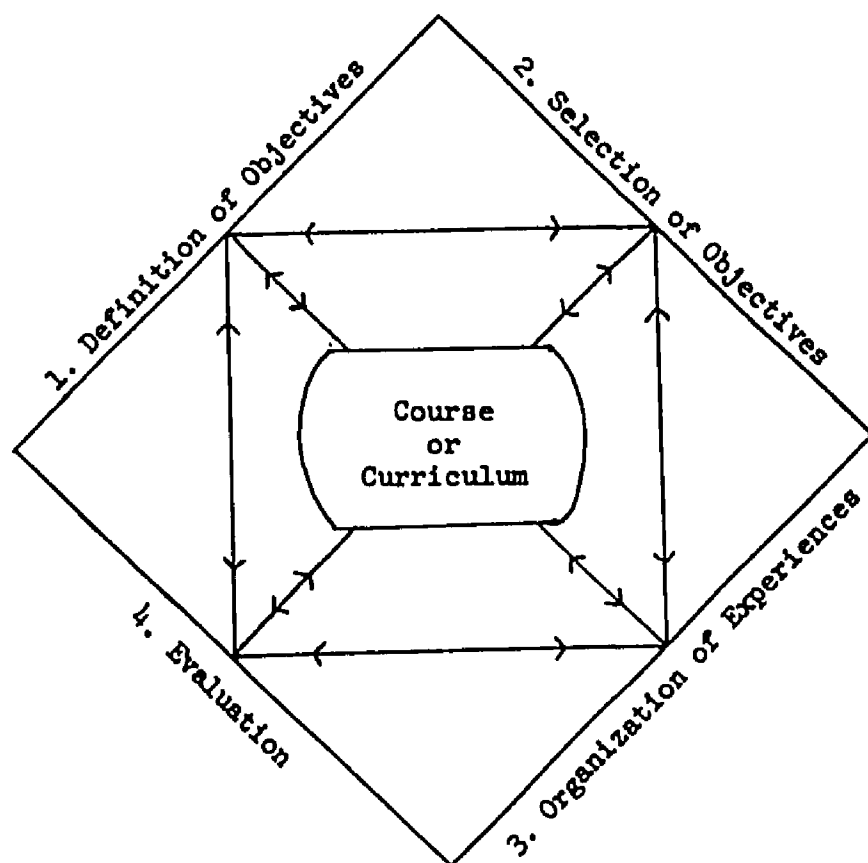 1. Definition of Objectives
2. Selection of Objectives
Course
or
Curriculum
3. Organization of Experiences
4. Evaluation